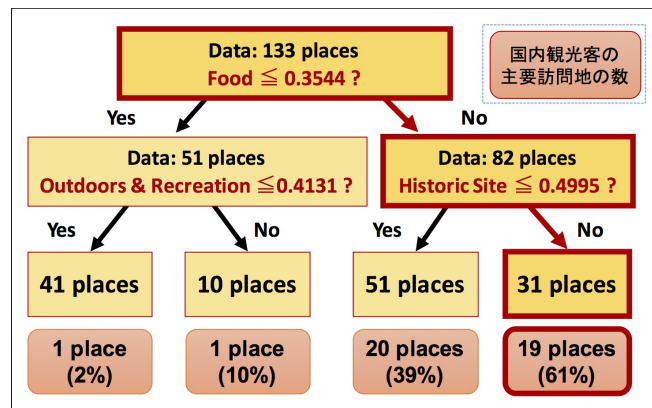 Data: 133 places
Food ≦ 0.3544 ?
国内観光客の
主要訪問地の数
Yes
No
Data: 51 places
Outdoors & Recreation ≦0.4131 ?
Data: 82 places
Historic Site ≦ 0.4995 ?
Yes
No
Yes
No
41 places
10 places
51 places
31 places
1 place
(2%)
1 place
(10%)
20 places
(39%)
19 places
(61%)